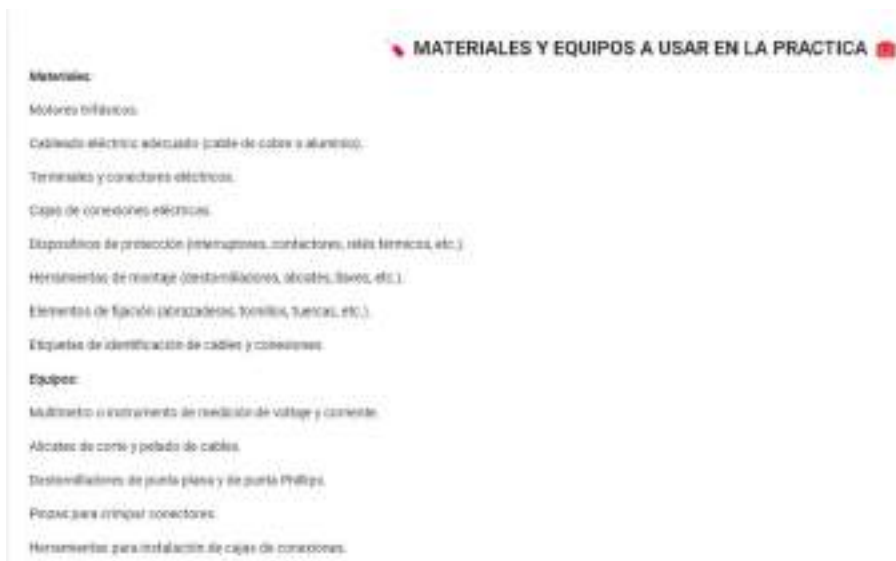 MATERIALES Y EQUIPOS A USAR EN LA PRACTICA
Materiales:
Motores trifásicos.
Cableado eléctrico adecuado (cable de cobre o aluminio).
Terminales y conectores eléctricos.
Cajas de conexiones eléctricas.
Dispositivos de protección (interruptores, contactores, relés térmicos, etc.).
Herramientas de montaje (destornilladores, alicates, llaves, etc.).
Elementos de fijación (abrazaderas, tornillos, tuercas, etc.).
Etiquetas de identificación de cables y conexiones.
Equipos:
Multímetro o instrumento de medición de voltaje y corriente.
Alicates de corte y pelado de cables.
Destornilladores de punta plana y de punta Phillips.
Pinzas para crimpar conectores.
Herramientas para instalación de cajas de conexiones.